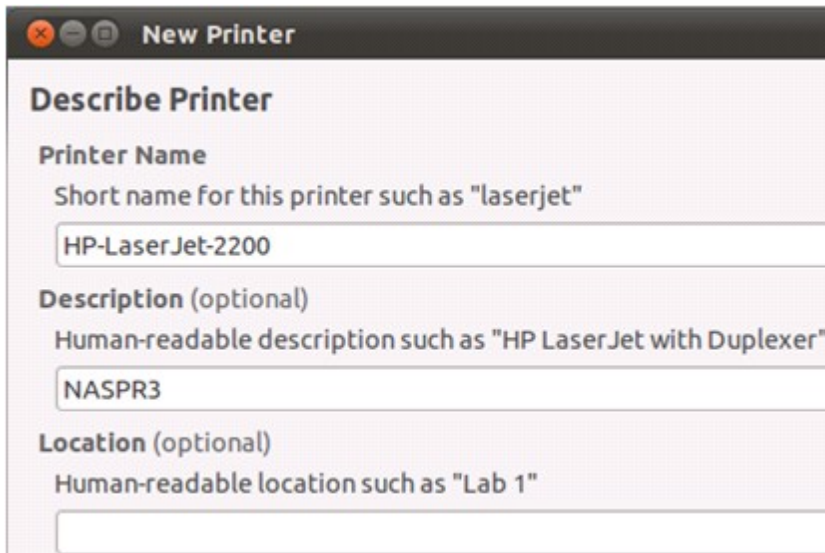 New Printer
Describe Printer
Printer Name
Short name for this printer such as "laserjet"
HP-LaserJet-2200
Description (optional)
Human-readable description such as "HP LaserJet with Duplexer"
NASPR3
Location (optional)
Human-readable location such as "Lab 1"